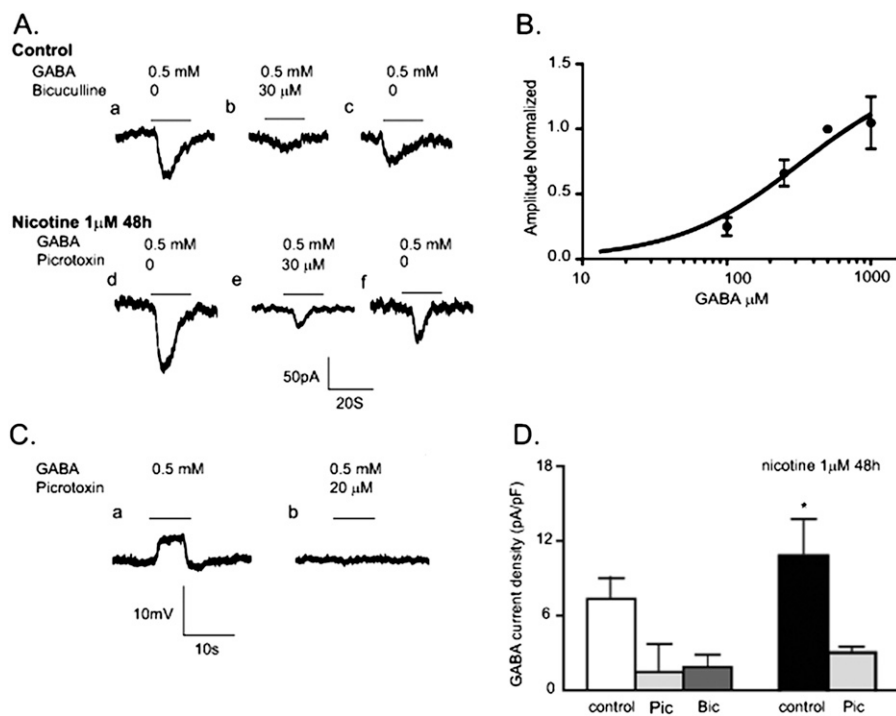 A.
Control
GABA 0.5 mM 0.5 mM 0.5 mM
Bicuculline 0 30 μM 0
a b c
Nicotine 1μM 48h
GABA 0.5 mM 0.5 mM 0.5 mM
Picrotoxin 0 30 μM 0
d e f
50pA
20S
B.
Amplitude Normalized
1.5
1.0
0.5
0.0
10 100 1000
GABA μM
C.
GABA 0.5 mM 0.5 mM
Picrotoxin 20 μM
a b
10mV
10s
D.
nicotine 1μM 48h
GABA current density (pA/pF)
18
12
6
0
*
control Pic Bic control Pic